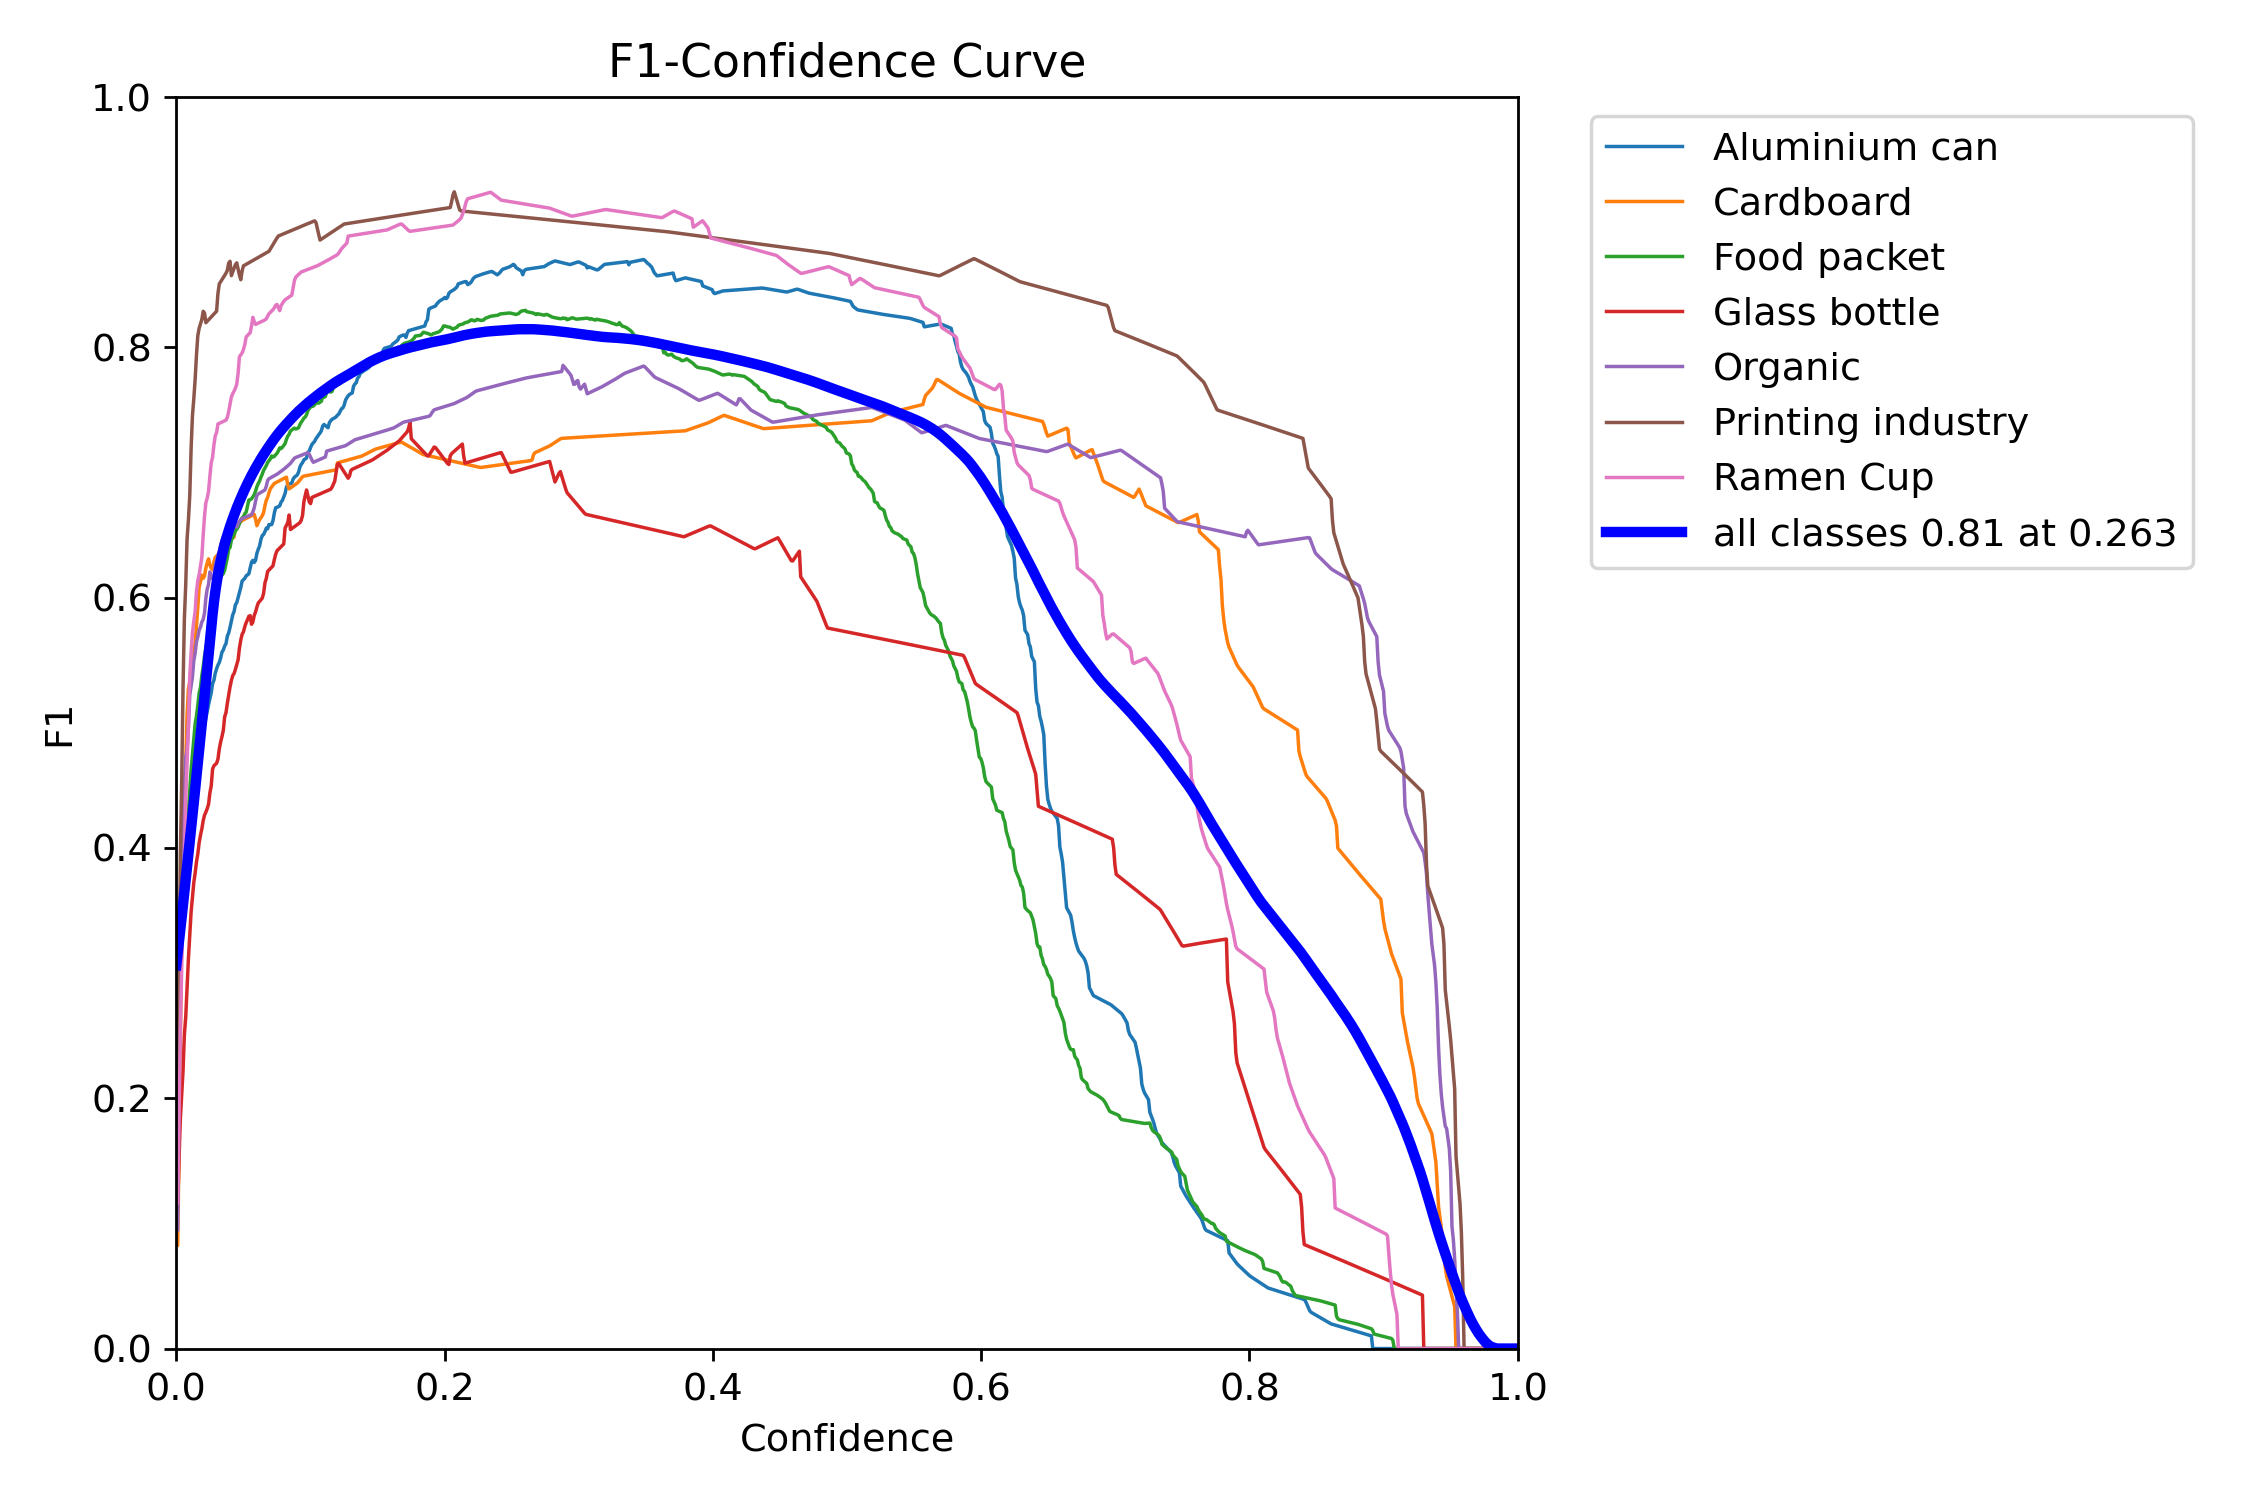 F1-Confidence Curve
1.0
0.8
0.6
0.4
0.2
0.0
F1
0.0 0.2 0.4 0.6 0.8 1.0
Confidence
Aluminium can
Cardboard
Food packet
Glass bottle
Organic
Printing industry
Ramen Cup
all classes 0.81 at 0.263